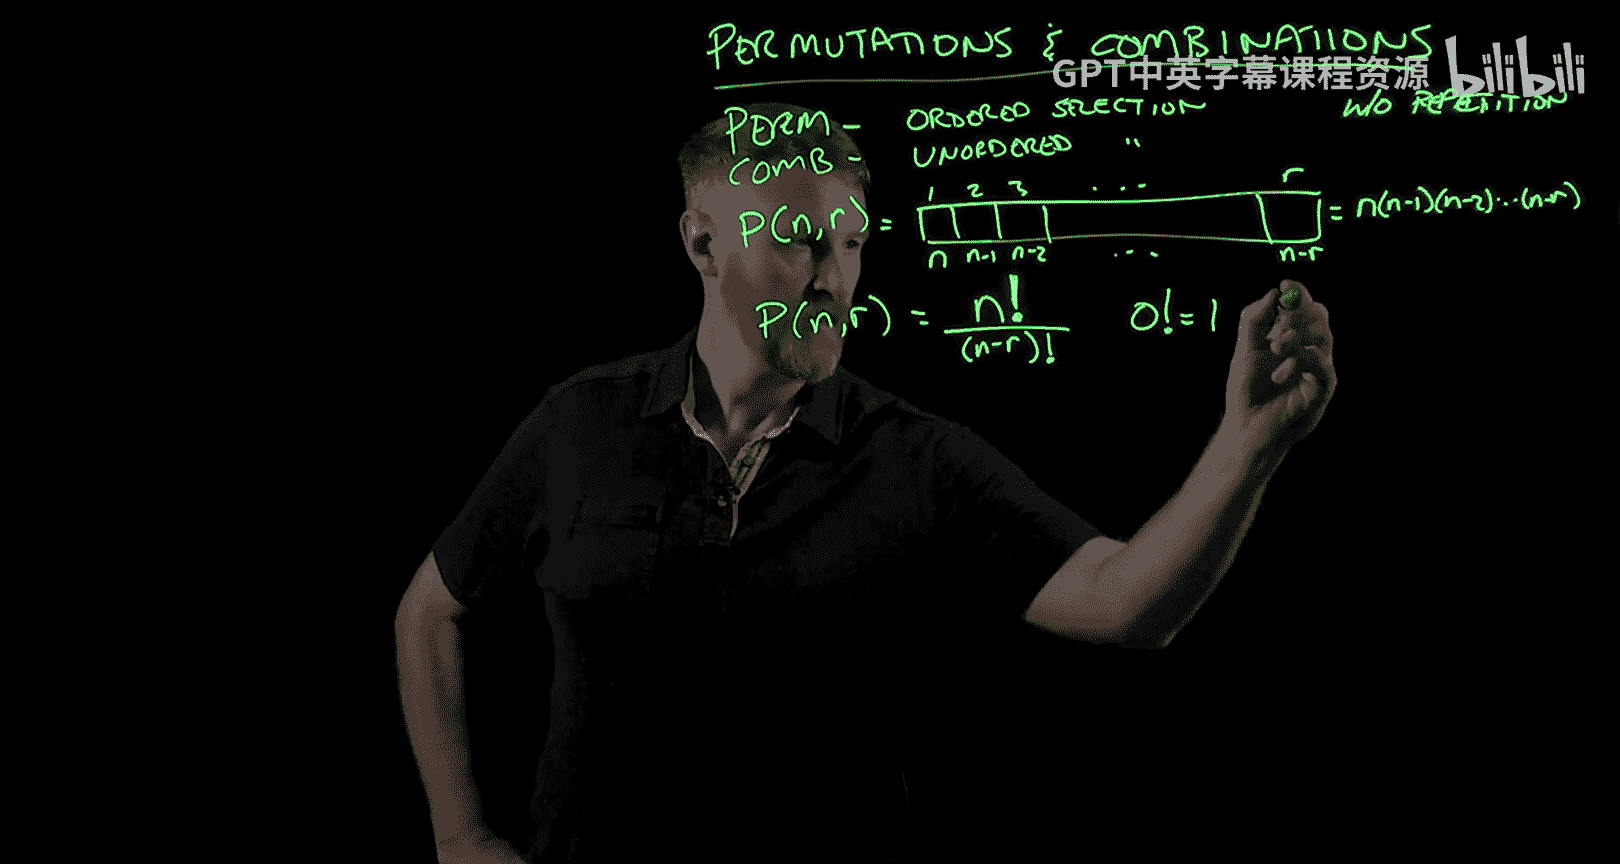 PERMUTATIONS & COMBINATIONS
GPT中英字幕课程资源 bilibili
PERM - ORDERED SELECTION W/O REPETITION
COMB - UNORDERED "
1 2 3 ... r
P(n,r) = = n(n-1)(n-2)...(n-r)
n n-1 n-2 ... n-r
P(n,r) = n!/(n-r)! 0! = 1